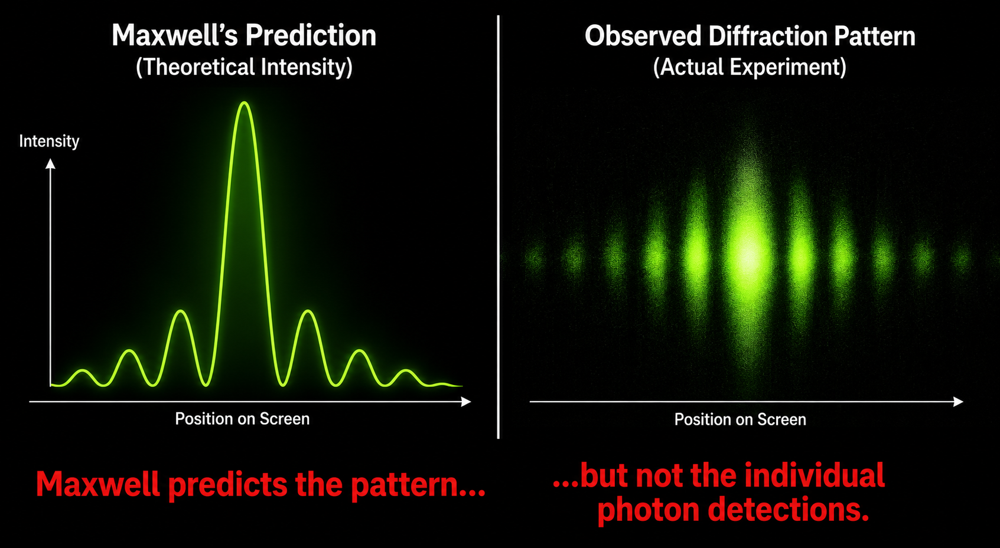 Maxwell’s Prediction
(Theoretical Intensity)
Intensity
Position on Screen
Maxwell predicts the pattern...
Observed Diffraction Pattern
(Actual Experiment)
Position on Screen
...but not the individual
photon detections.